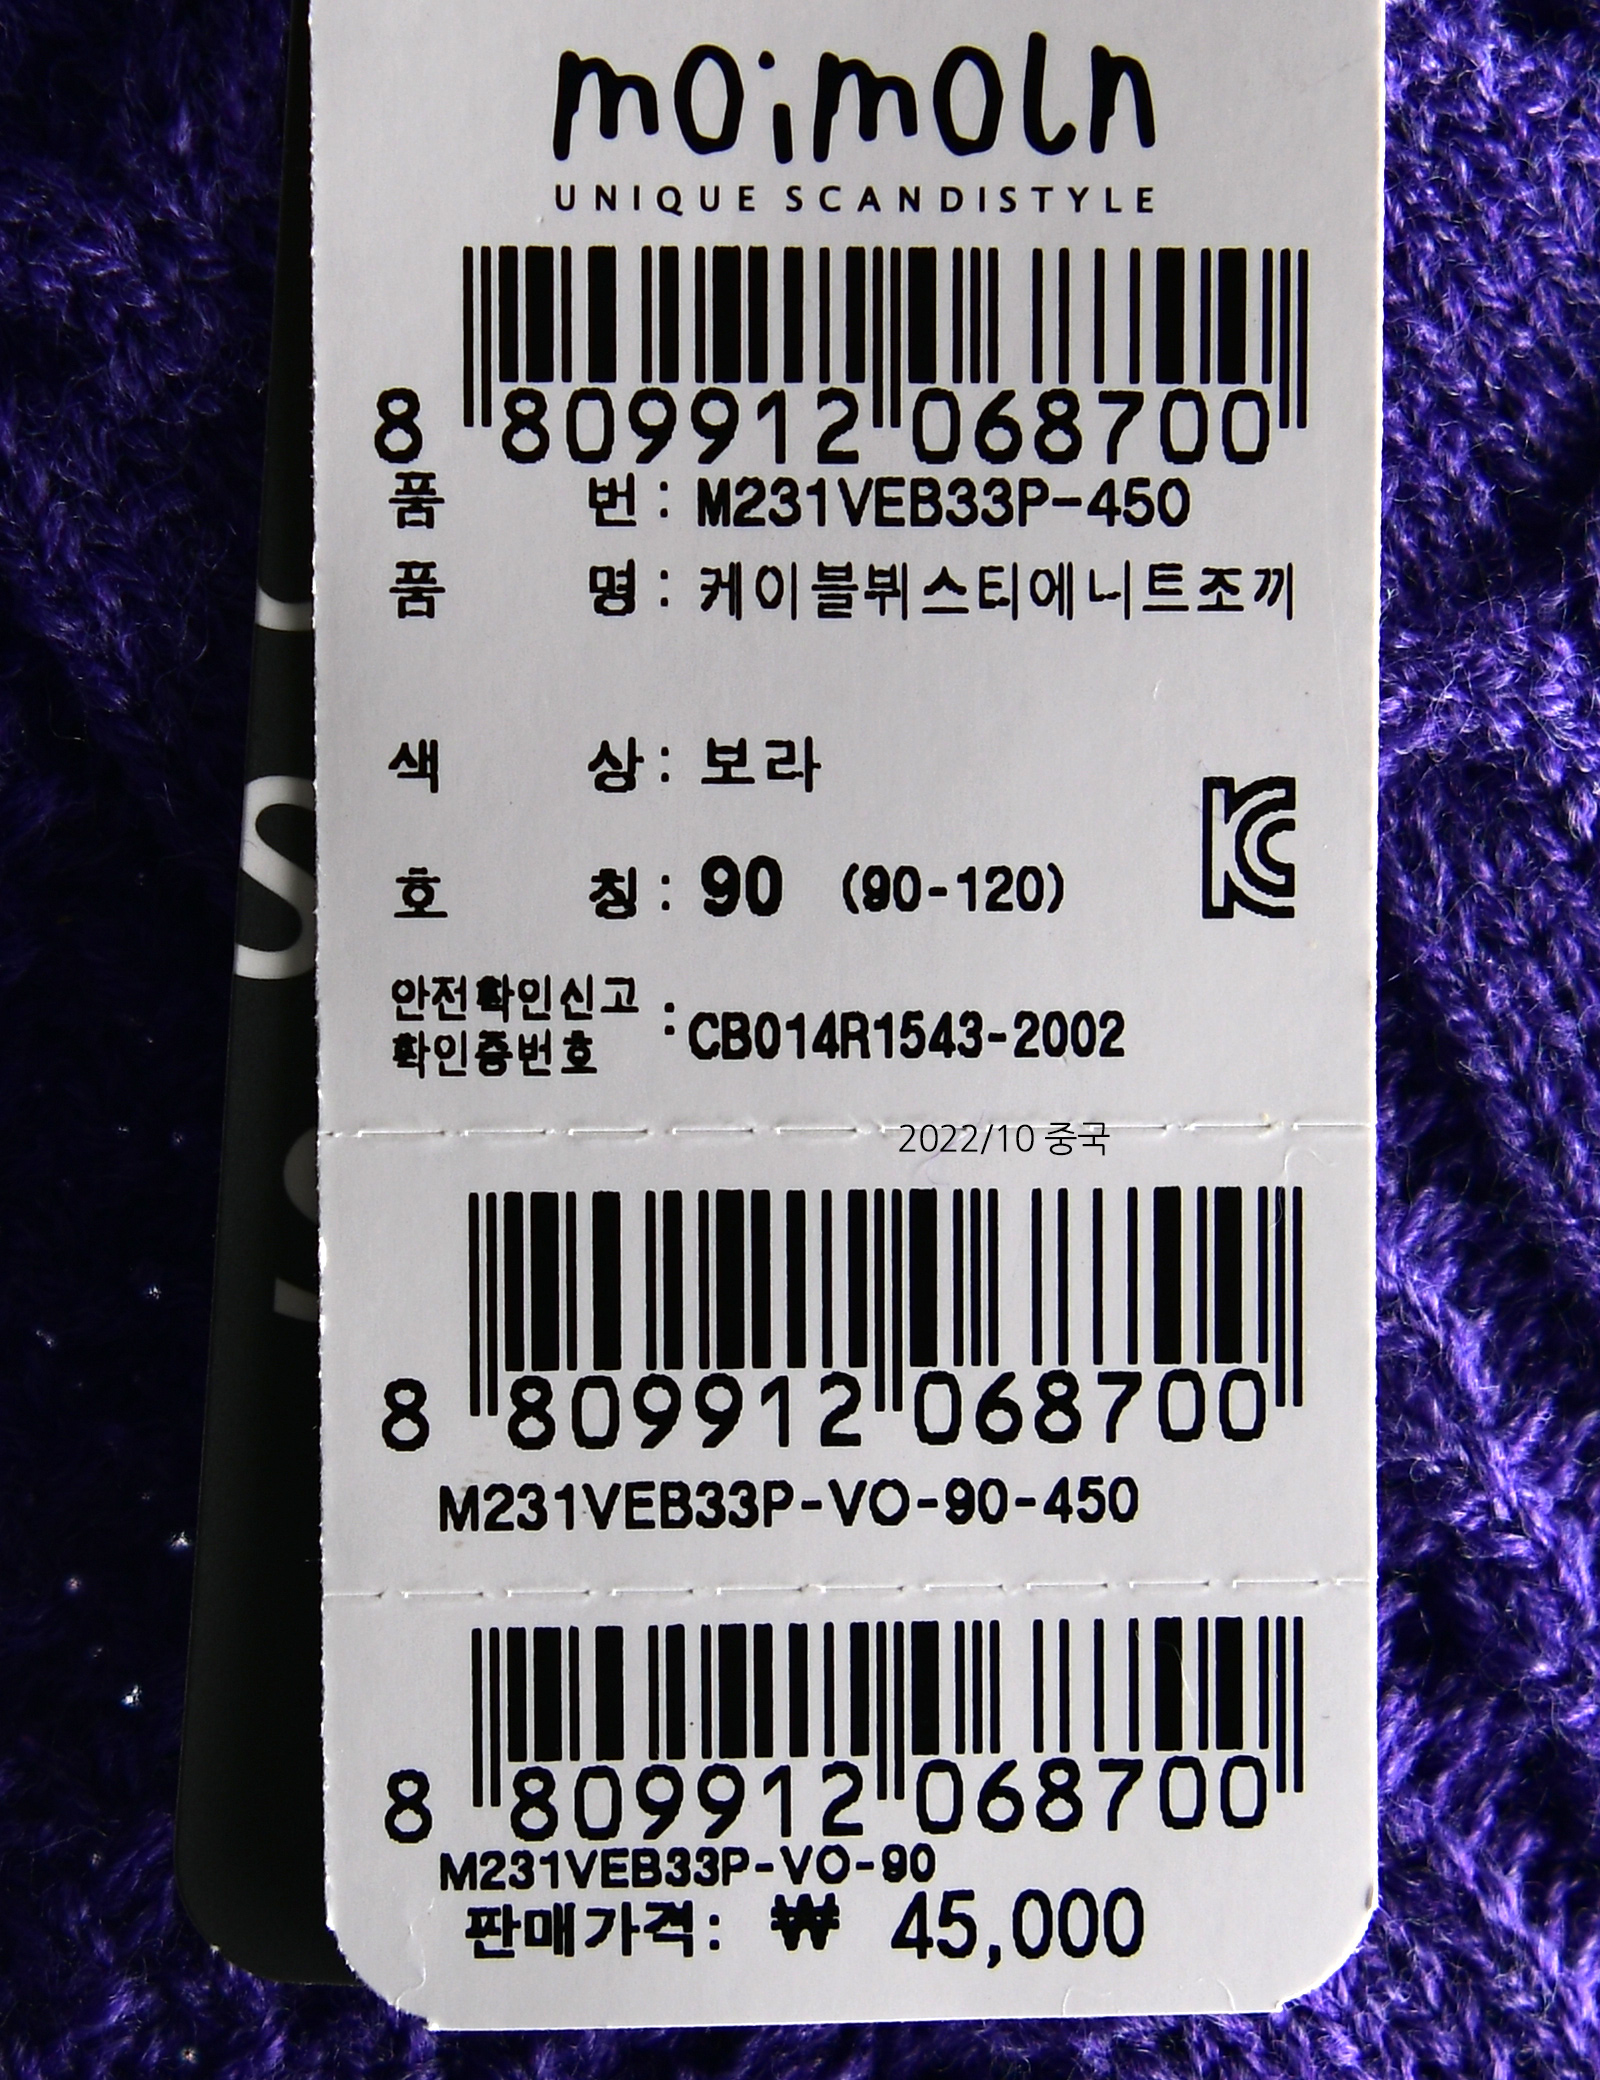 moimoln
UNIQUE SCANDISTYLE
8 809912 068700
품 번 : M231VEB33P-450
품 명 : 케이블뷔스티에니트조끼
색 상 : 보라
호 칭 : 90 (90-120)
안전확인신고
확인증번호 : CB014R1543-2002
2022/10 중국
8 809912 068700
M231VEB33P-VO-90-450
8 809912 068700
M231VEB33P-VO-90
판매가격: ₩ 45,000